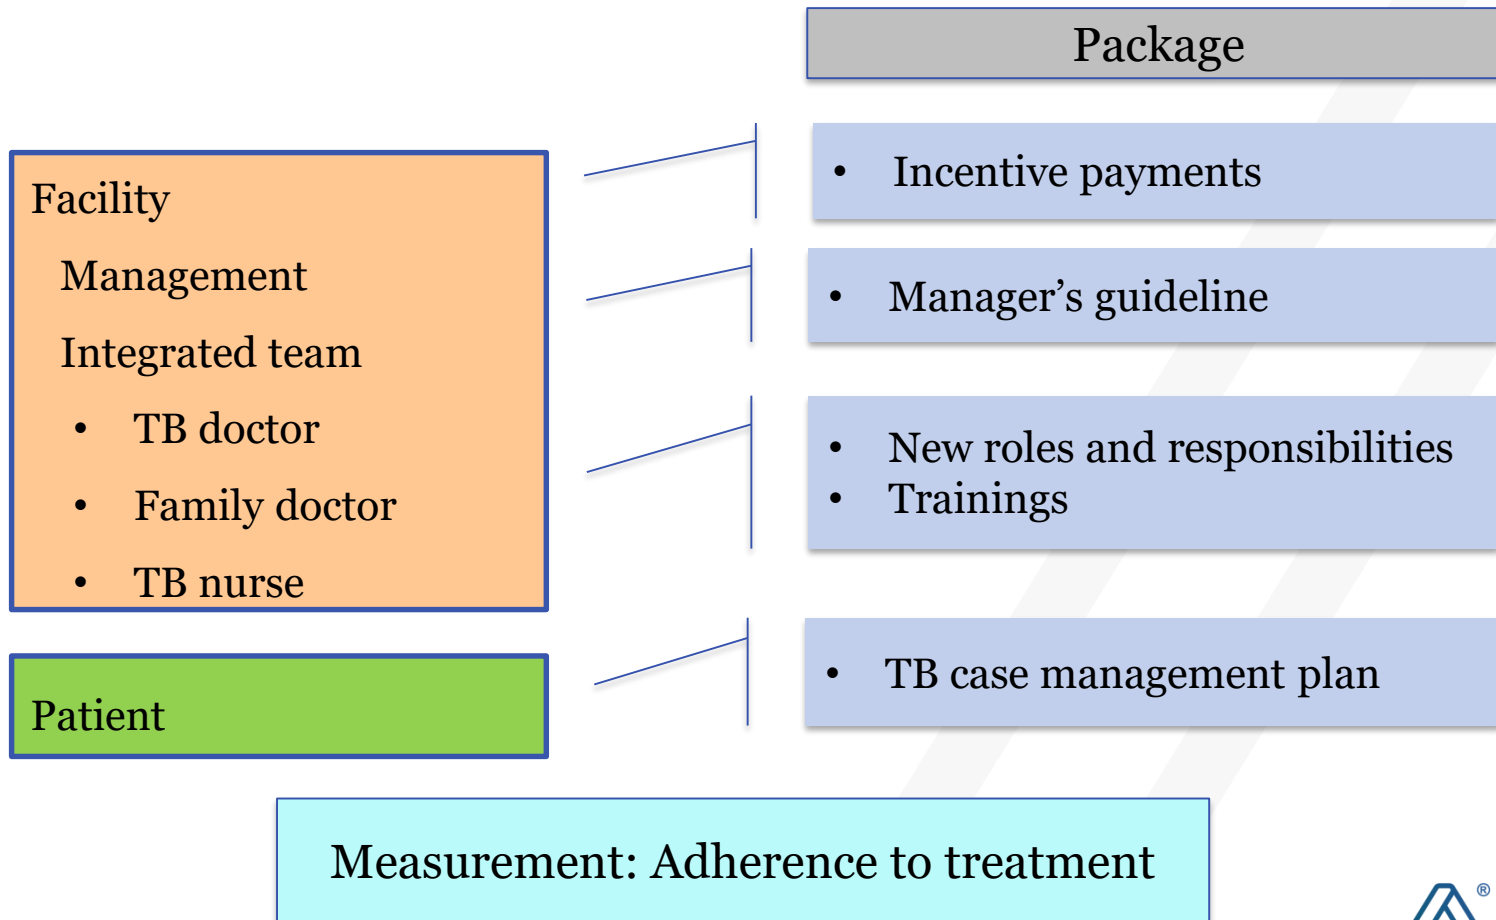 Package
Facility
Management
Integrated team
• TB doctor
• Family doctor
• TB nurse
Patient
• Incentive payments
• Manager’s guideline
• New roles and responsibilities
• Trainings
• TB case management plan
Measurement: Adherence to treatment
®